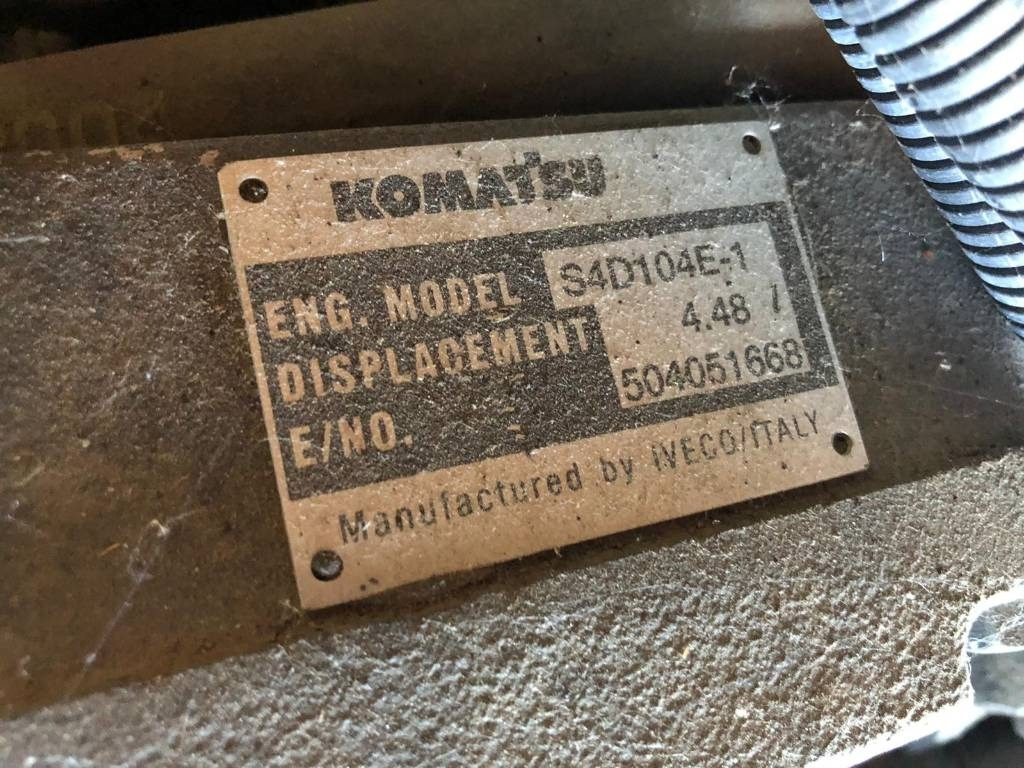 KOMATSU
ENG. MODEL S4D104E-1
DISPLACEMENT 4.48 l
E/NO. 504051668
Manufactured by IVECO/ITALY